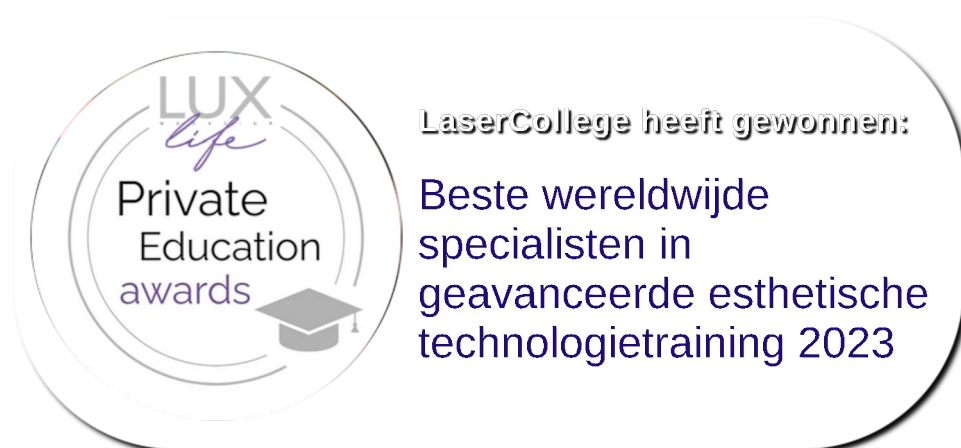 LUX
life
Private
Education
awards
LaserCollege heeft gewonnen:
Beste wereldwijde
specialisten in
geavanceerde esthetische
technologietraining 2023